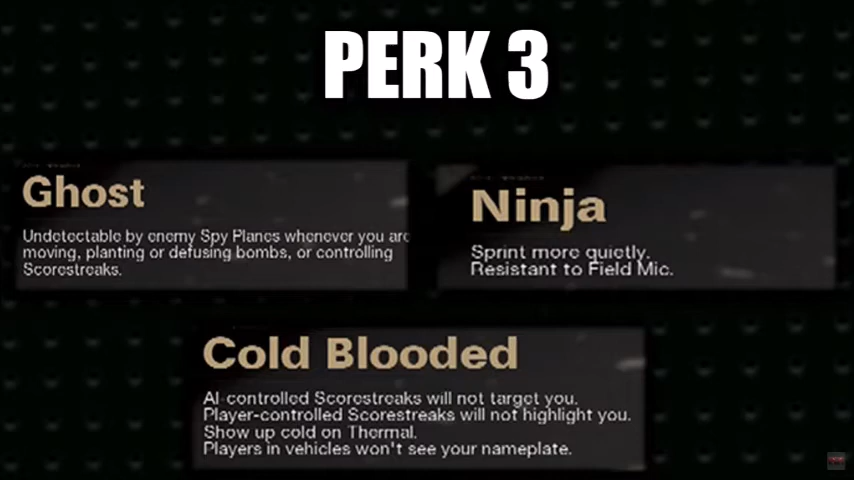 PERK 3
Ghost
Undetectable by enemy Spy Planes whenever you are
moving, planting or defusing bombs, or controlling
Scorestreaks.
Ninja
Sprint more quietly.
Resistant to Field Mic.
Cold Blooded
AI-controlled Scorestreaks will not target you.
Player-controlled Scorestreaks will not highlight you.
Show up cold on Thermal.
Players in vehicles won't see your nameplate.